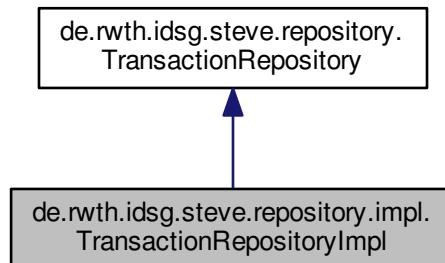 de.rwth.idsg.steve.repository.
TransactionRepository
de.rwth.idsg.steve.repository.impl.
TransactionRepositoryImpl